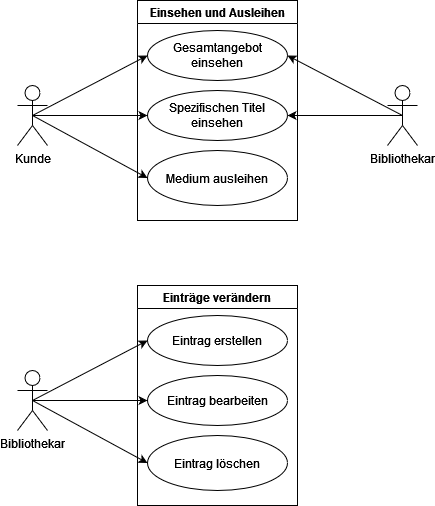 Einsehen und Ausleihen
Gesamtangebot
einsehen
Spezifischen Titel
einsehen
Medium ausleihen
Kunde
Bibliothekar
Einträge verändern
Eintrag erstellen
Eintrag bearbeiten
Eintrag löschen
Bibliothekar